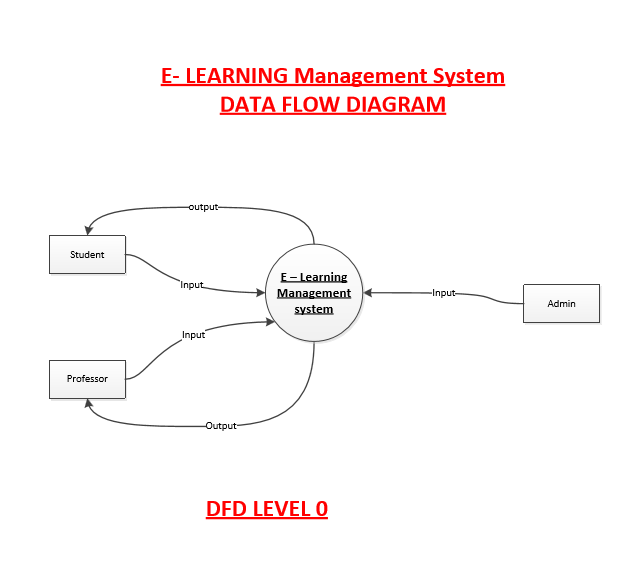 E- LEARNING Management System
DATA FLOW DIAGRAM
output
Student
Input
E – Learning
Management
system
Input
Admin
Input
Professor
Output
DFD LEVEL 0